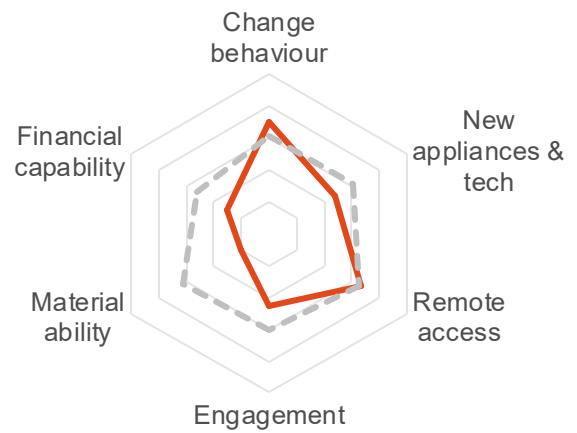 Change
behaviour
New
appliances &
tech
Financial
capability
Material
ability
Remote
access
Engagement